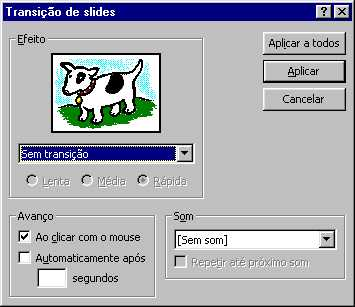 Transição de slides
Efeito
Aplicar a todos
Aplicar
Cancelar
Sem transição
Lenta
Média
Rápida
Avanço
Ao clicar com o mouse
Automaticamente após
segundos
Som
[Sem som]
Repetir até próximo som